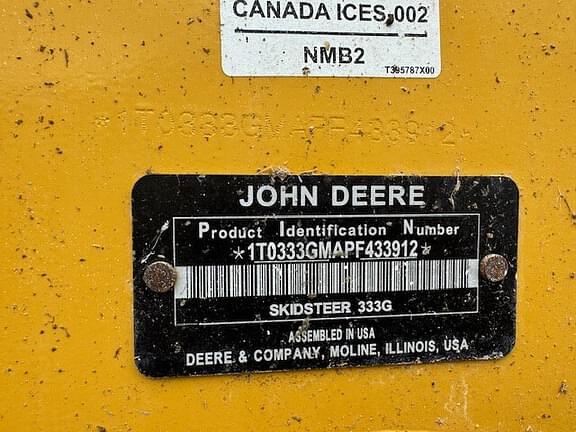 CANADA ICES-002
NMB2
T395787X00
*1T0333GMAPF433912*
JOHN DEERE
Product Identification Number
*1T0333GMAPF433912*
SKIDSTEER 333G
ASSEMBLED IN USA
DEERE & COMPANY, MOLINE, ILLINOIS, USA